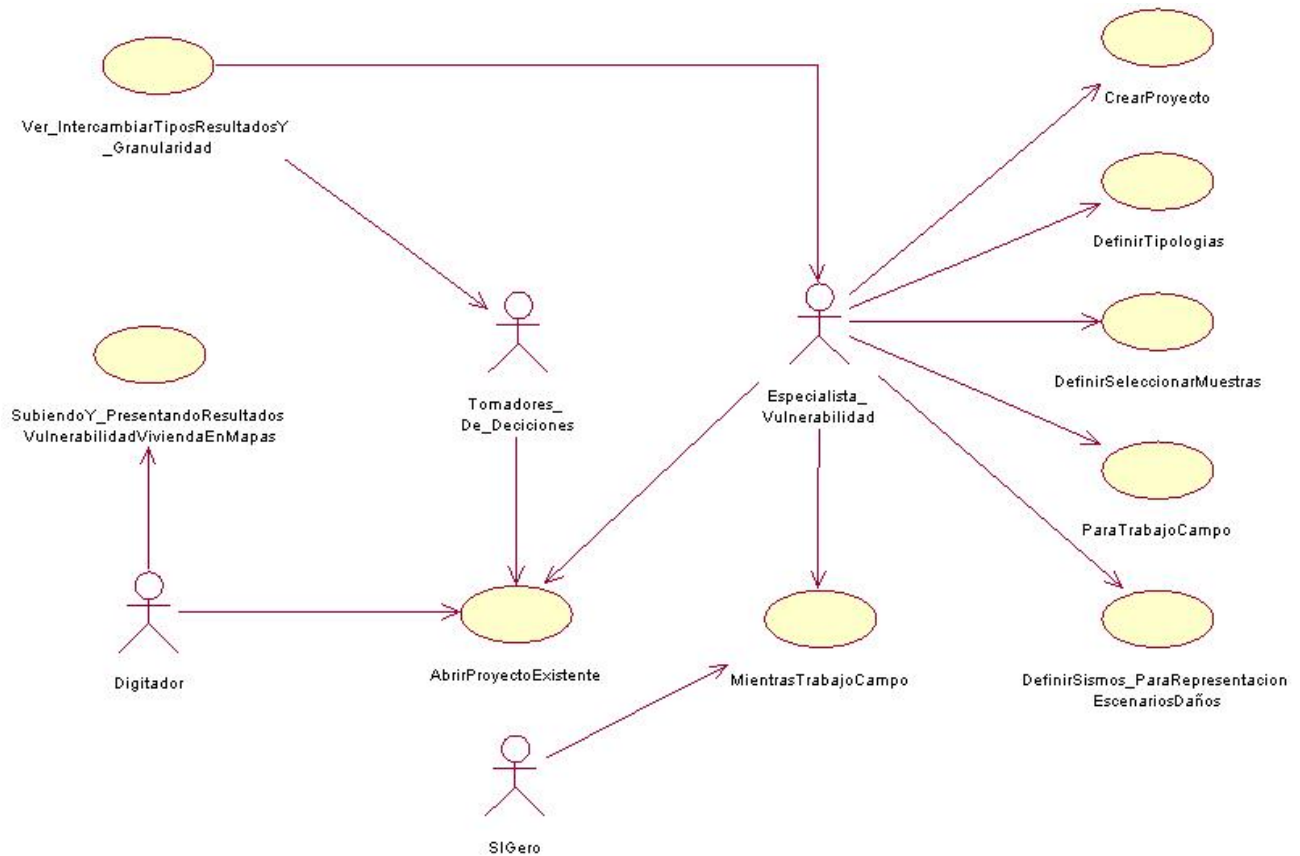 CrearProyecto
Ver_IntercambiarTiposResultadosY
_Granularidad
DefinirTipologias
DefinirSeleccionarMuestras
SubiendoY_PresentandoResultados
VulnerabilidadViviendaEnMapas
Tomadores_
De_Deciciones
Especialista_
Vulnerabilidad
ParaTrabajoCampo
Digitador
AbrirProyectoExistente
MientrasTrabajoCampo
DefinirSismos_ParaRepresentacion
EscenariosDaños
SIGero